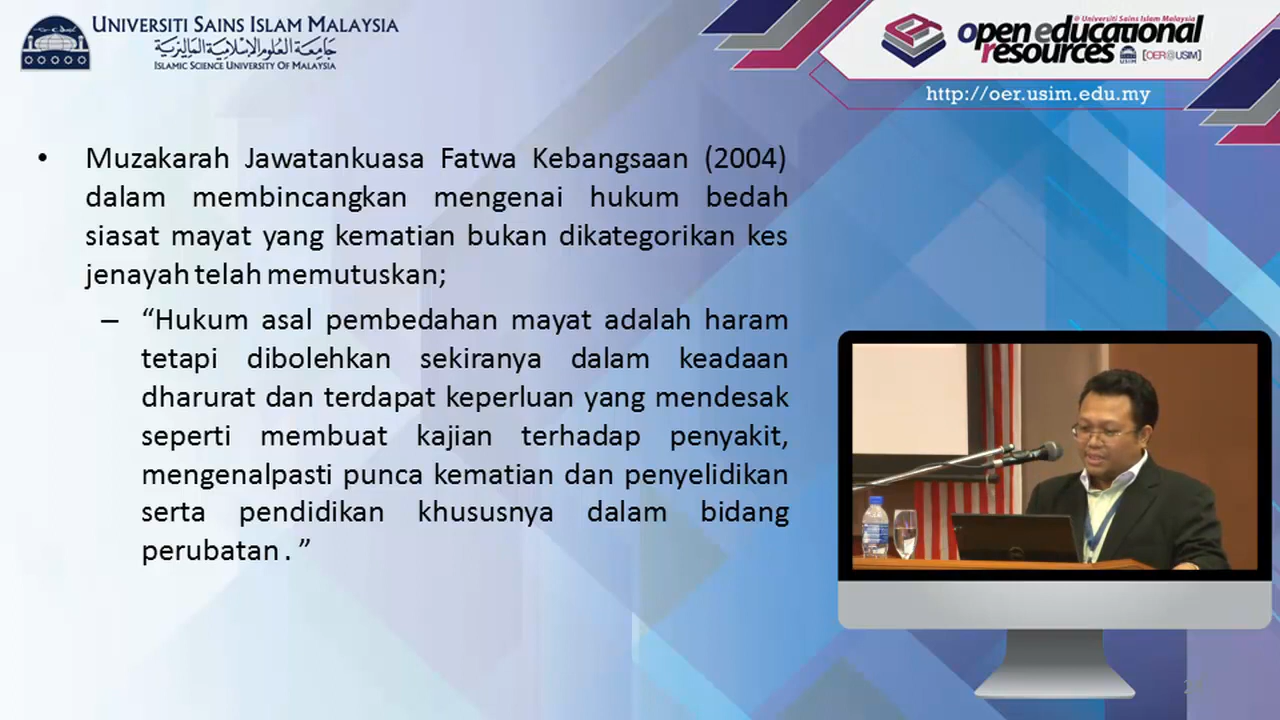 UNIVERSITI SAINS ISLAM MALAYSIA
جامعة العلوم الإسلامية الماليزية
ISLAMIC SCIENCE UNIVERSITY OF MALAYSIA
@ Universiti Sains Islam Malaysia
open educational
resources USIM [OER@USIM]
http://oer.usim.edu.my
• Muzakarah Jawatankuasa Fatwa Kebangsaan (2004)
dalam membincangkan mengenai hukum bedah
siasat mayat yang kematian bukan dikategorikan kes
jenayah telah memutuskan;
– “Hukum asal pembedahan mayat adalah haram
tetapi dibolehkan sekiranya dalam keadaan
dharurat dan terdapat keperluan yang mendesak
seperti membuat kajian terhadap penyakit,
mengenalpasti punca kematian dan penyelidikan
serta pendidikan khususnya dalam bidang
perubatan . ”